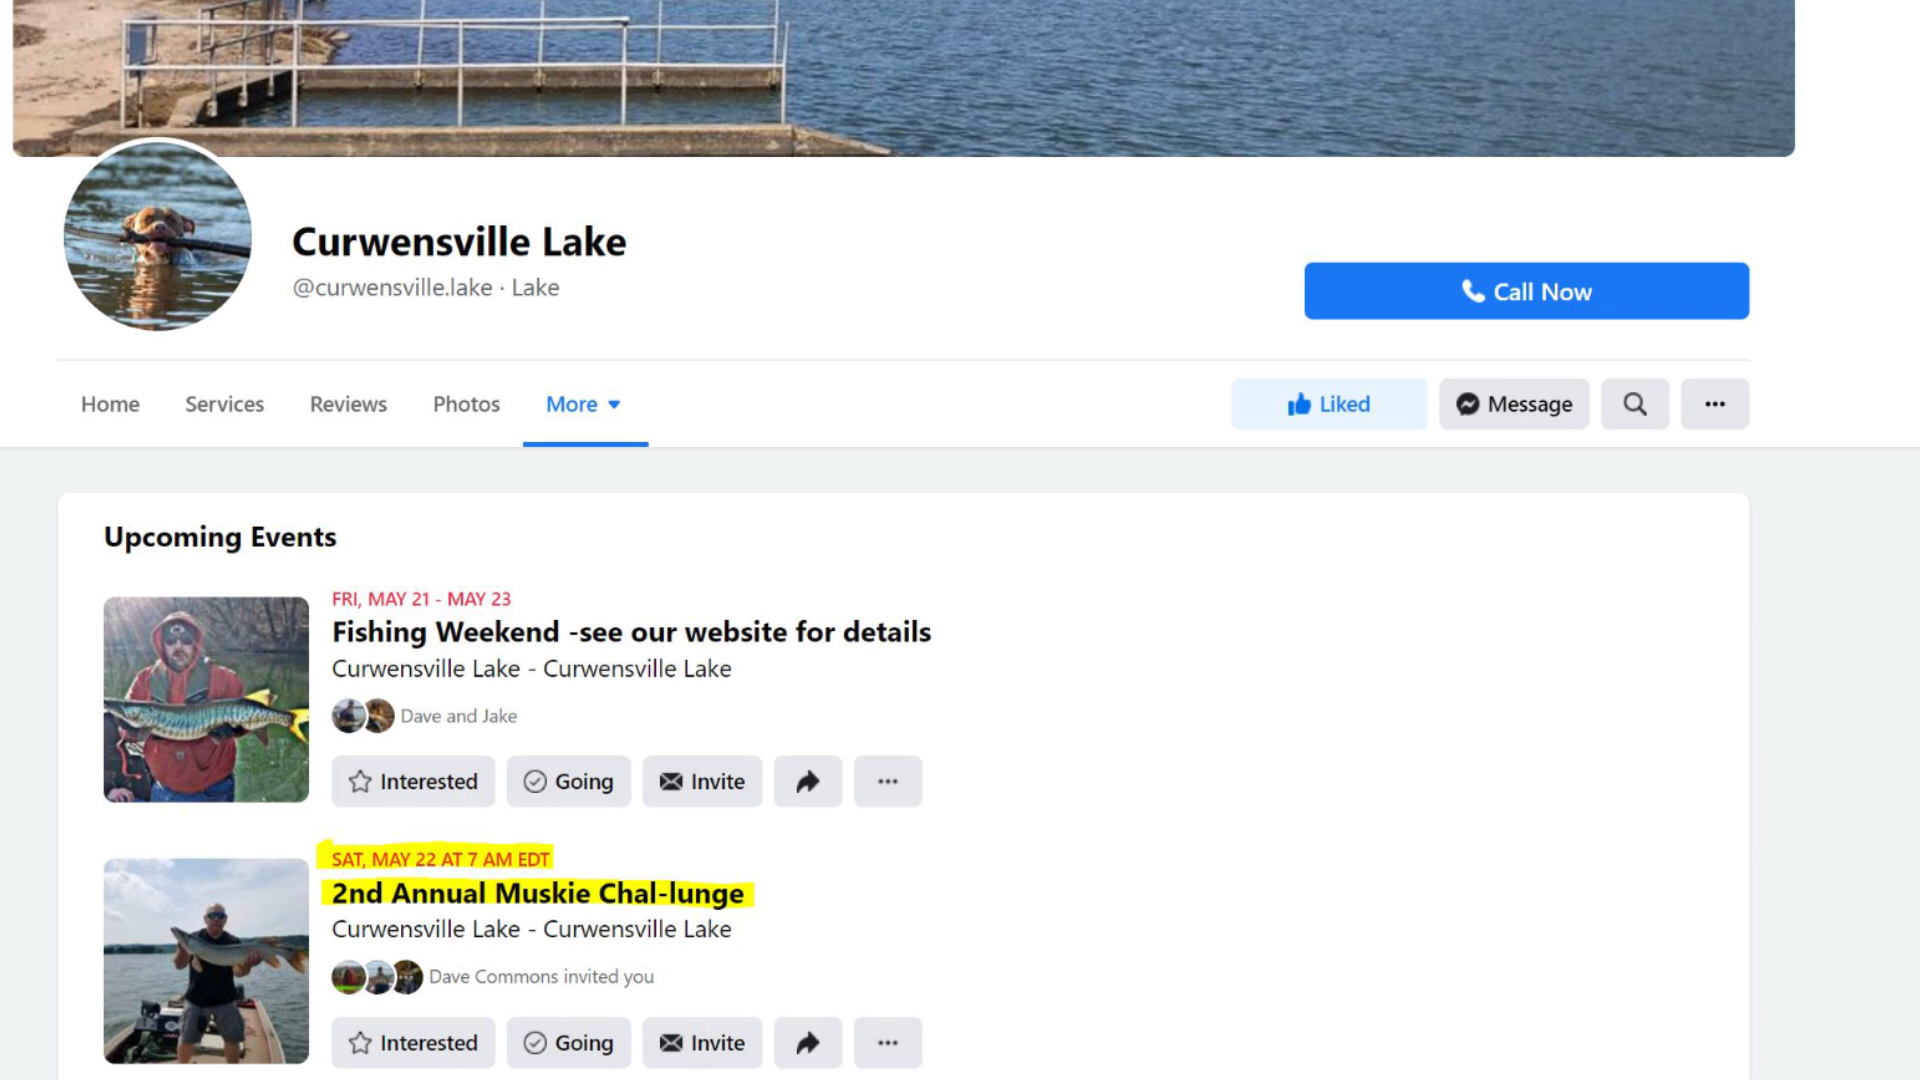 Curwensville Lake
@curwensville.lake · Lake
Call Now
Home Services Reviews Photos More
Liked Message
Upcoming Events
FRI, MAY 21 - MAY 23
Fishing Weekend -see our website for details
Curwensville Lake - Curwensville Lake
Dave and Jake
Interested Going Invite
SAT, MAY 22 AT 7 AM EDT
2nd Annual Muskie Chal-lunge
Curwensville Lake - Curwensville Lake
Dave Commons invited you
Interested Going Invite